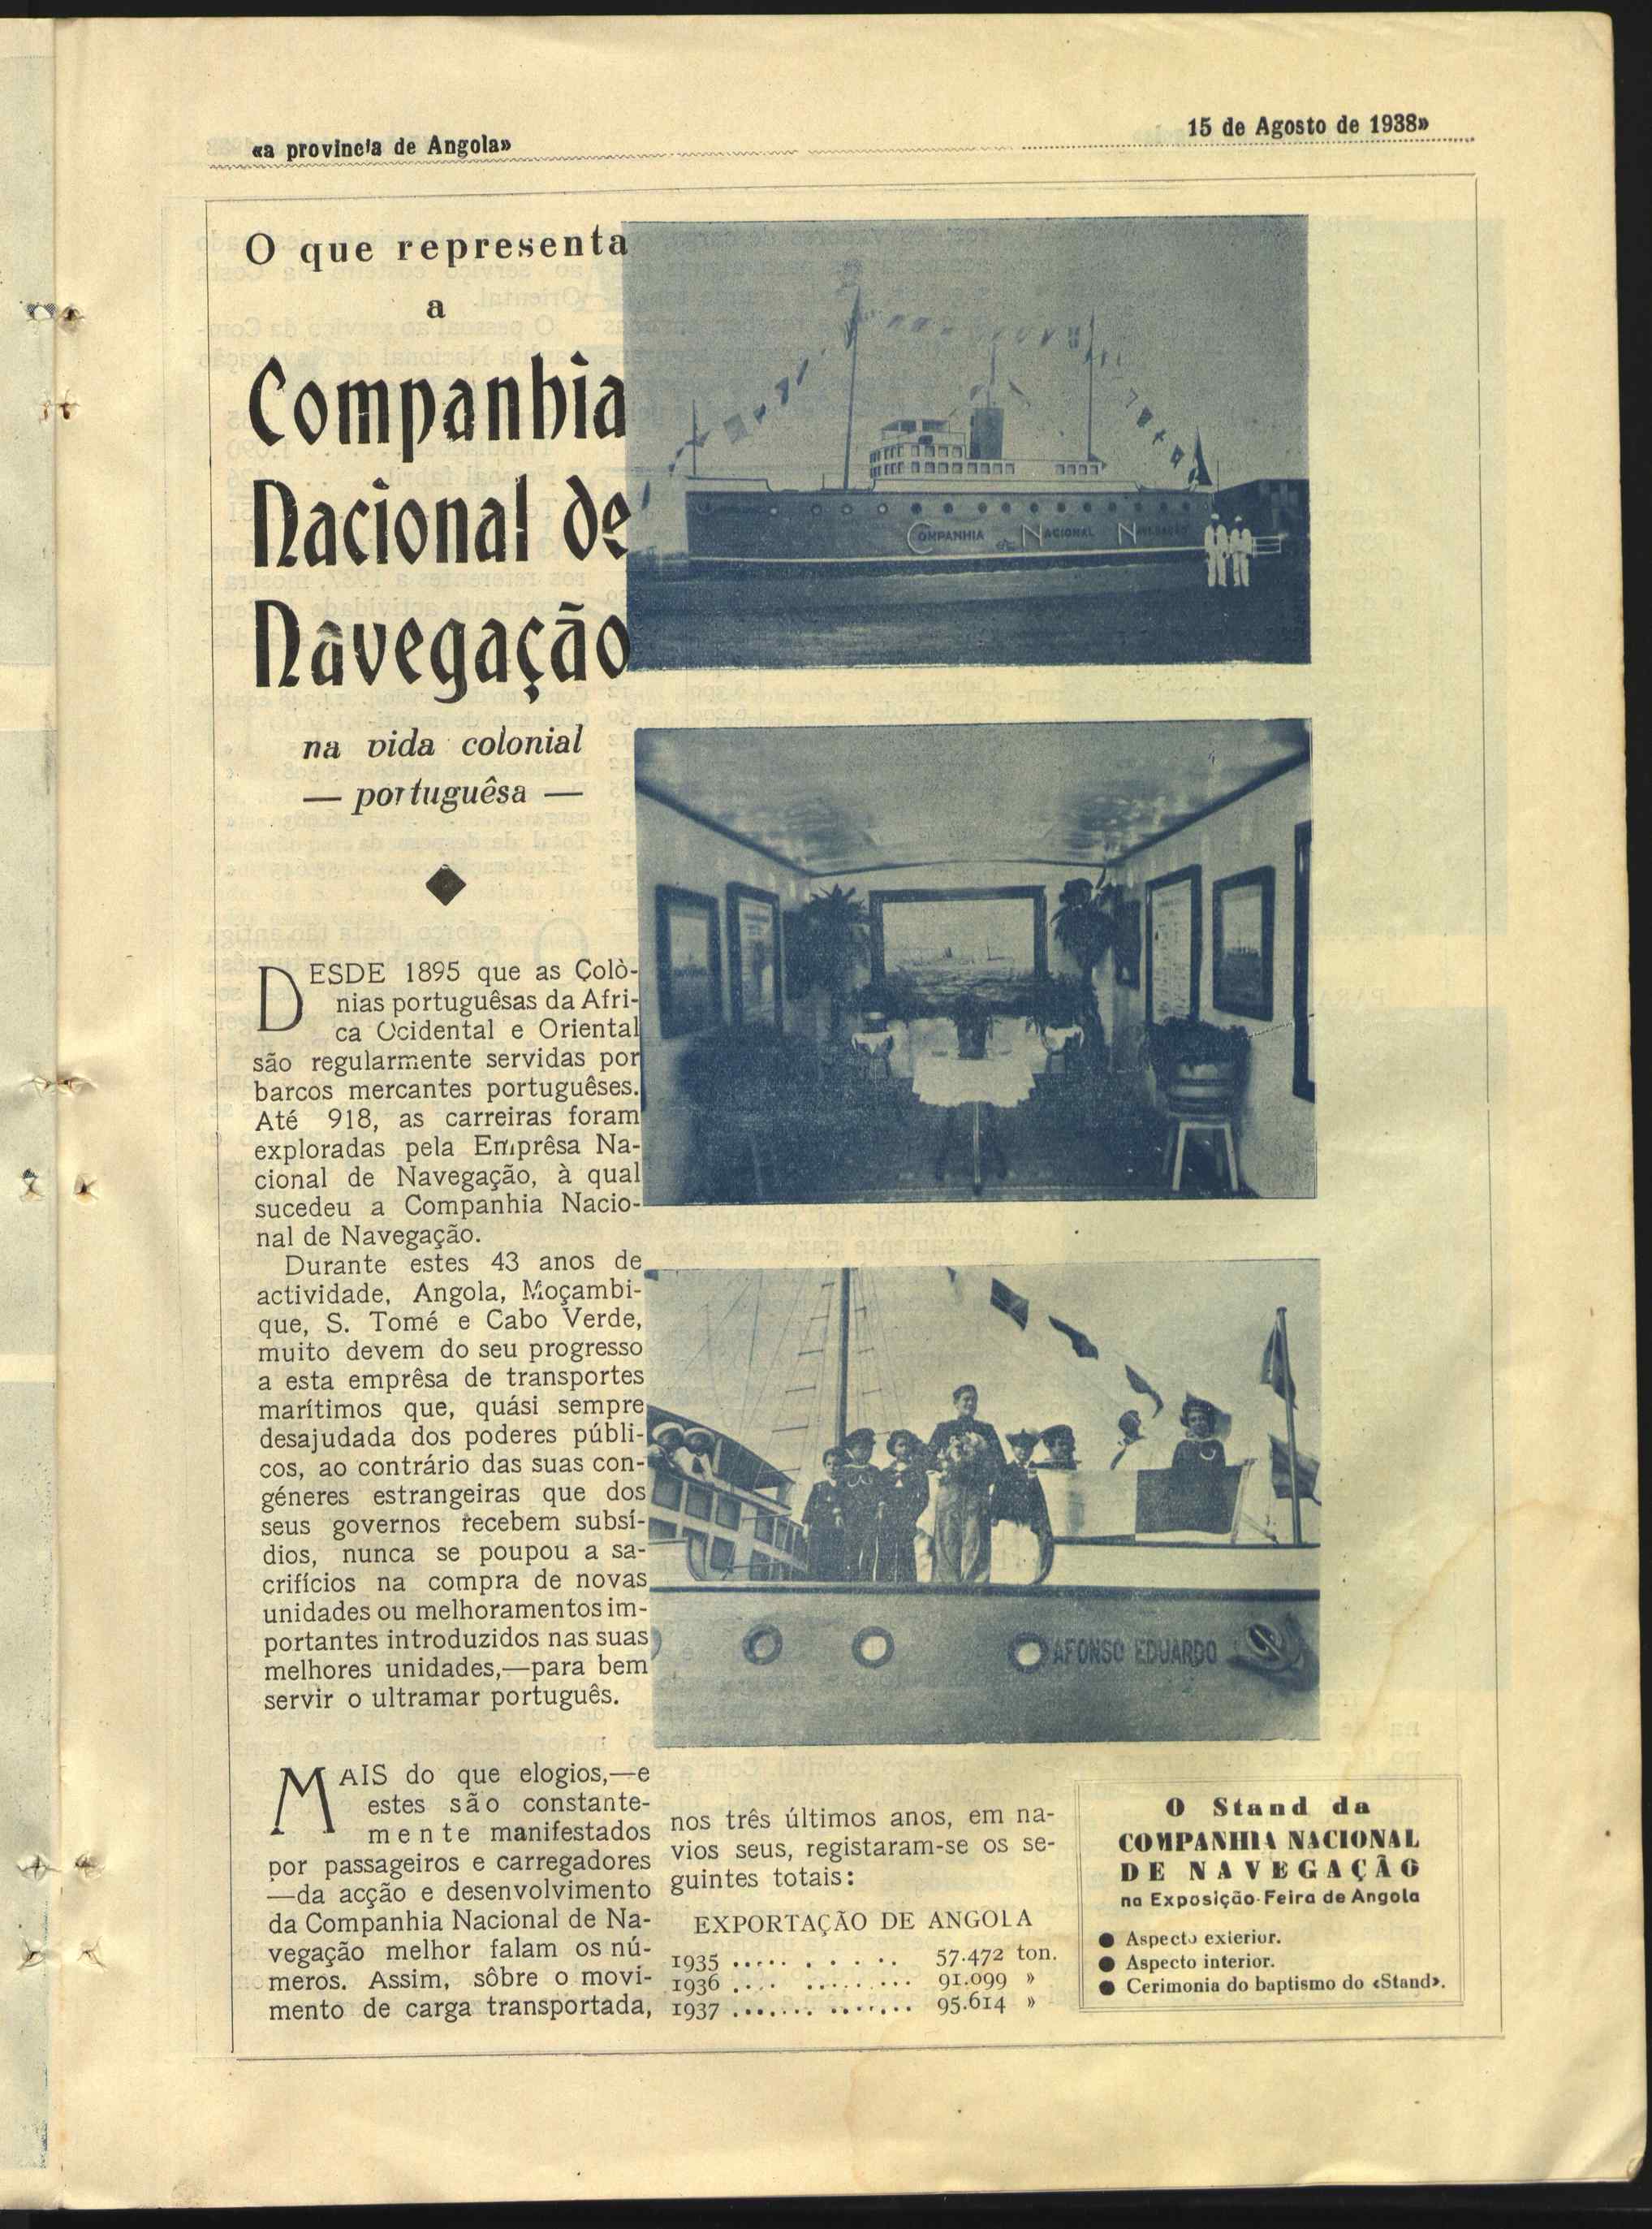 «a provincia de Angola»
15 de Agosto de 1938»
O que representa
a
Companhia
Nacional de
Navegação
na vida colonial
— portuguêsa —
DESDE 1895 que as Colò-
nias portuguêsas da Afri-
ca Ocidental e Oriental
são regularmente servidas por
barcos mercantes portuguêses.
Até 918, as carreiras foram
exploradas pela Emprêsa Na-
cional de Navegação, à qual
sucedeu a Companhia Nacio-
nal de Navegação.
Durante estes 43 anos de
actividade, Angola, Moçambi-
que, S. Tomé e Cabo Verde,
muito devem do seu progresso
a esta emprêsa de transportes
marítimos que, quási sempre
desajudada dos poderes públi-
cos, ao contrário das suas con-
géneres estrangeiras que dos
seus governos recebem subsí-
dios, nunca se poupou a sa-
crifícios na compra de novas
unidades ou melhoramentos im-
portantes introduzidos nas suas
melhores unidades,—para bem
servir o ultramar português.
MAIS do que elogios,—e
estes são constante-
mente manifestados
por passageiros e carregadores
—da acção e desenvolvimento
da Companhia Nacional de Na-
vegação melhor falam os nú-
meros. Assim, sôbre o movi-
mento de carga transportada,
COMPANHIA de NACIONAL NAVEGAÇÃO
AFONSO EDUARDO
nos três últimos anos, em na-
vios seus, registaram-se os se-
guintes totais:
EXPORTAÇÃO DE ANGOLA
1935 ..... . . . . .. 57.472 ton.
1936 .... ......... 91.099 »
1937 ....... ....... 95.614 »
O Stand da
COMPANHIA NACIONAL
DE NAVEGAÇÃO
na Exposição-Feira de Angola
● Aspecto exterior.
● Aspecto interior.
● Cerimonia do baptismo do «Stand».